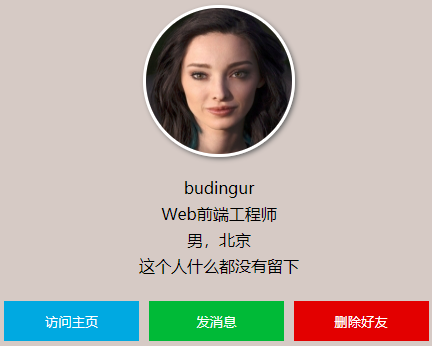 budingur
Web前端工程师
男，北京
这个人什么都没有留下
访问主页
发消息
删除好友